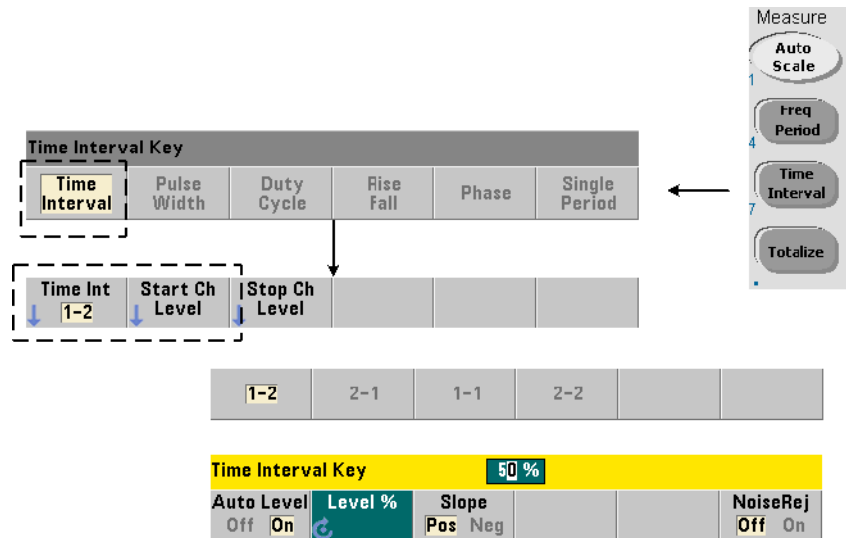 Measure
Auto
Scale
1
Freq
Period
4
Time
Interval
7
Totalize
.
Time Interval Key
Time
Interval
Pulse
Width
Duty
Cycle
Rise
Fall
Phase
Single
Period
Time Int
1-2
Start Ch
Level
Stop Ch
Level
1-2
2-1
1-1
2-2
Time Interval Key
50 %
Auto Level
Off On
Level %
Slope
Pos Neg
NoiseRej
Off On